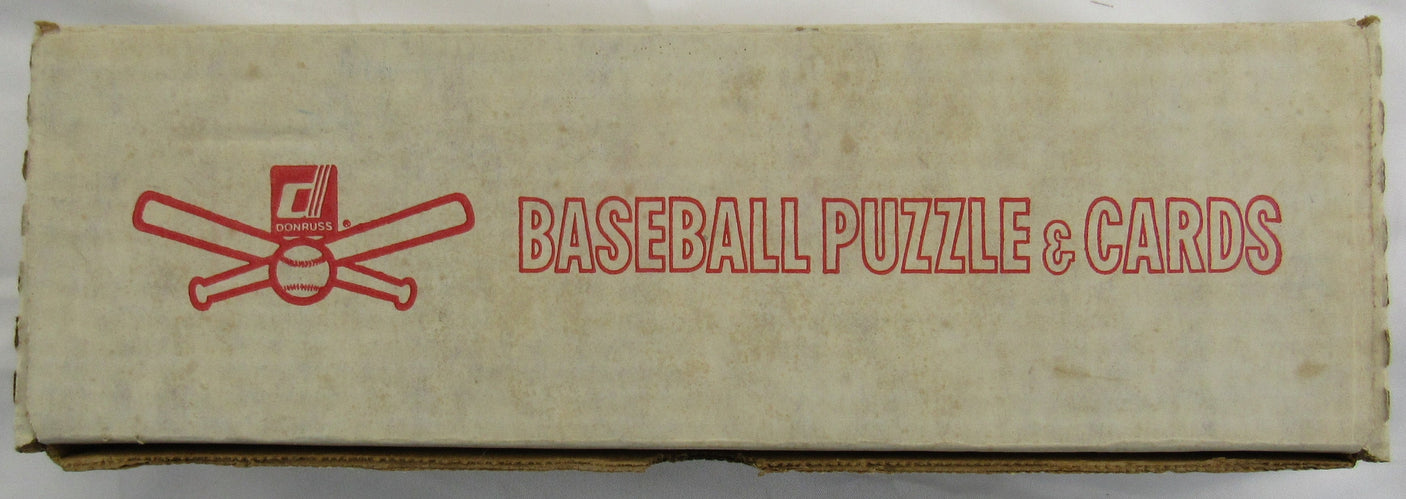 DONRUSS ®
BASEBALL PUZZLE & CARDS